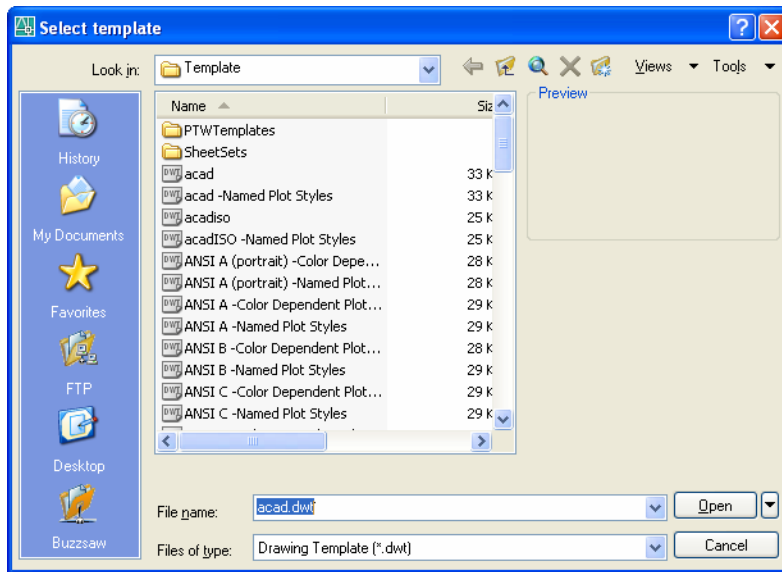 Select template
Look in: Template Views Tools
Name Siz
PTWTemplates
SheetSets
acad 33 K
acad -Named Plot Styles 33 K
acadiso 25 K
acadISO -Named Plot Styles 25 K
ANSI A (portrait) -Color Depe... 28 K
ANSI A (portrait) -Named Plot... 28 K
ANSI A -Color Dependent Plot... 29 K
ANSI A -Named Plot Styles 29 K
ANSI B -Color Dependent Plot... 28 K
ANSI B -Named Plot Styles 29 K
ANSI C -Color Dependent Plot... 29 K
ANSI C -Named Plot Styles 29 K
Preview
History
My Documents
Favorites
FTP
Desktop
Buzzsaw
File name: acad.dwt Open
Files of type: Drawing Template (*.dwt) Cancel